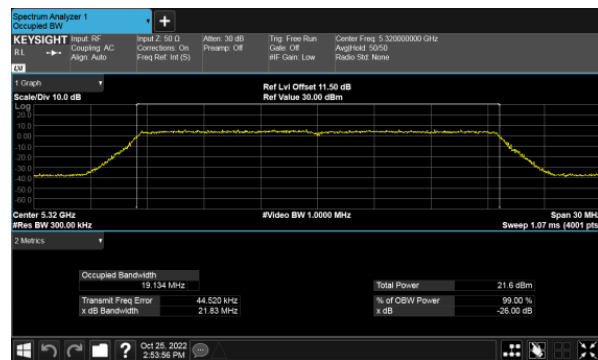 Spectrum Analyzer 1
Occupied BW
+
KEYSIGHT Input: RF Input Z: 50 Ω Atten: 30 dB Trig: Free Run Center Freq: 5.320000000 GHz
R L Coupling: AC Corrections: On Preamp: Off Gate: Off Avg|Hold: 50/50
Align: Auto Freq Ref: Int (S) #IF Gain: Low Radio Std: None
LXI
1 Graph Ref Lvl Offset 11.50 dB
Scale/Div 10.0 dB Ref Value 30.00 dBm
Log
20.0
10.0
0.00
-10.0
-20.0
-30.0
-40.0
-50.0
-60.0
Center 5.32 GHz #Video BW 1.0000 MHz Span 30 MHz
#Res BW 300.00 kHz Sweep 1.07 ms (4001 pts
2 Metrics
Occupied Bandwidth
19.134 MHz Total Power 21.6 dBm
Transmit Freq Error 44.520 kHz % of OBW Power 99.00 %
x dB Bandwidth 21.83 MHz x dB -26.00 dB
? Oct 25, 2022
2:53:56 PM